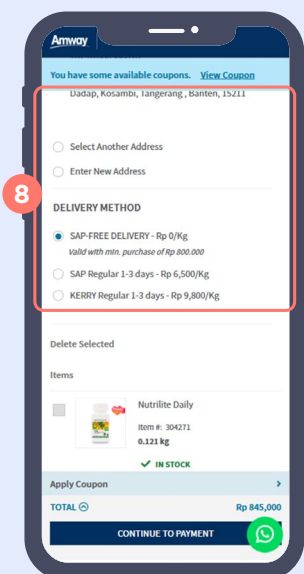 Amway
You have some available coupons. View Coupon
Dadap, Kosambi, Tangerang , Banten, 15211
Select Another Address
Enter New Address
8
DELIVERY METHOD
SAP-FREE DELIVERY - Rp 0/Kg
Valid with min. purchase of Rp 800.000
SAP Regular 1-3 days - Rp 6,500/Kg
KERRY Regular 1-3 days - Rp 9,800/Kg
Delete Selected
Items
Nutrilite Daily
Item #: 304271
0.121 kg
IN STOCK
Apply Coupon
TOTAL Rp 845,000
CONTINUE TO PAYMENT